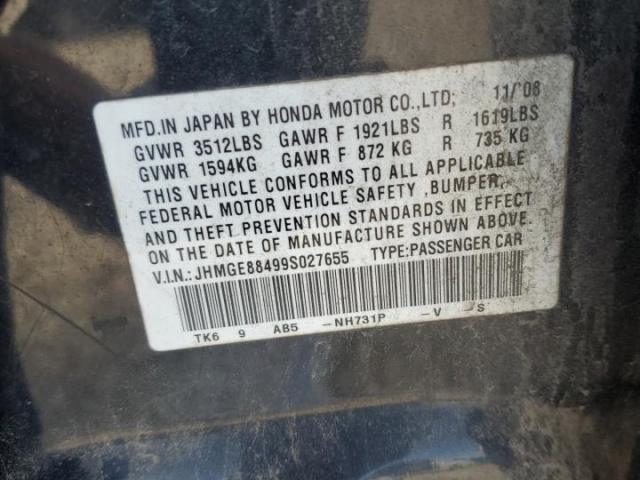 MFD.IN JAPAN BY HONDA MOTOR CO.,LTD; 11/08
GVWR 3512LBS GAWR F 1921LBS R 1619LBS
GVWR 1594KG GAWR F 872 KG R 735 KG
THIS VEHICLE CONFORMS TO ALL APPLICABLE
FEDERAL MOTOR VEHICLE SAFETY ,BUMPER,
AND THEFT PREVENTION STANDARDS IN EFFECT
ON THE DATE OF MANUFACTURE SHOWN ABOVE.
V.I.N.: JHMGE88499S027655 TYPE:PASSENGER CAR
TK6 9 AB5 -NH731P -V -S